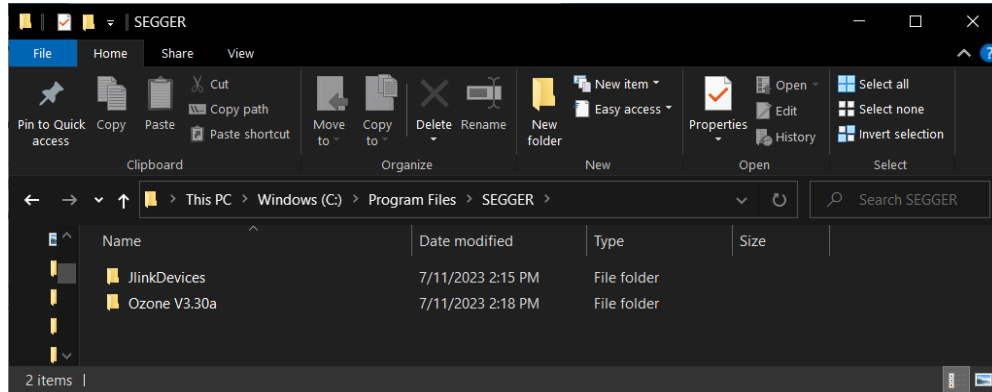 SEGGER
File Home Share View
Pin to Quick access
Copy
Paste
Cut
Copy path
Paste shortcut
Move to
Copy to
Delete
Rename
New folder
New item
Easy access
Properties
Open
Edit
History
Select all
Select none
Invert selection
Clipboard Organize New Open Select
This PC > Windows (C:) > Program Files > SEGGER >
Search SEGGER
Name Date modified Type Size
JlinkDevices 7/11/2023 2:15 PM File folder
Ozone V3.30a 7/11/2023 2:18 PM File folder
2 items